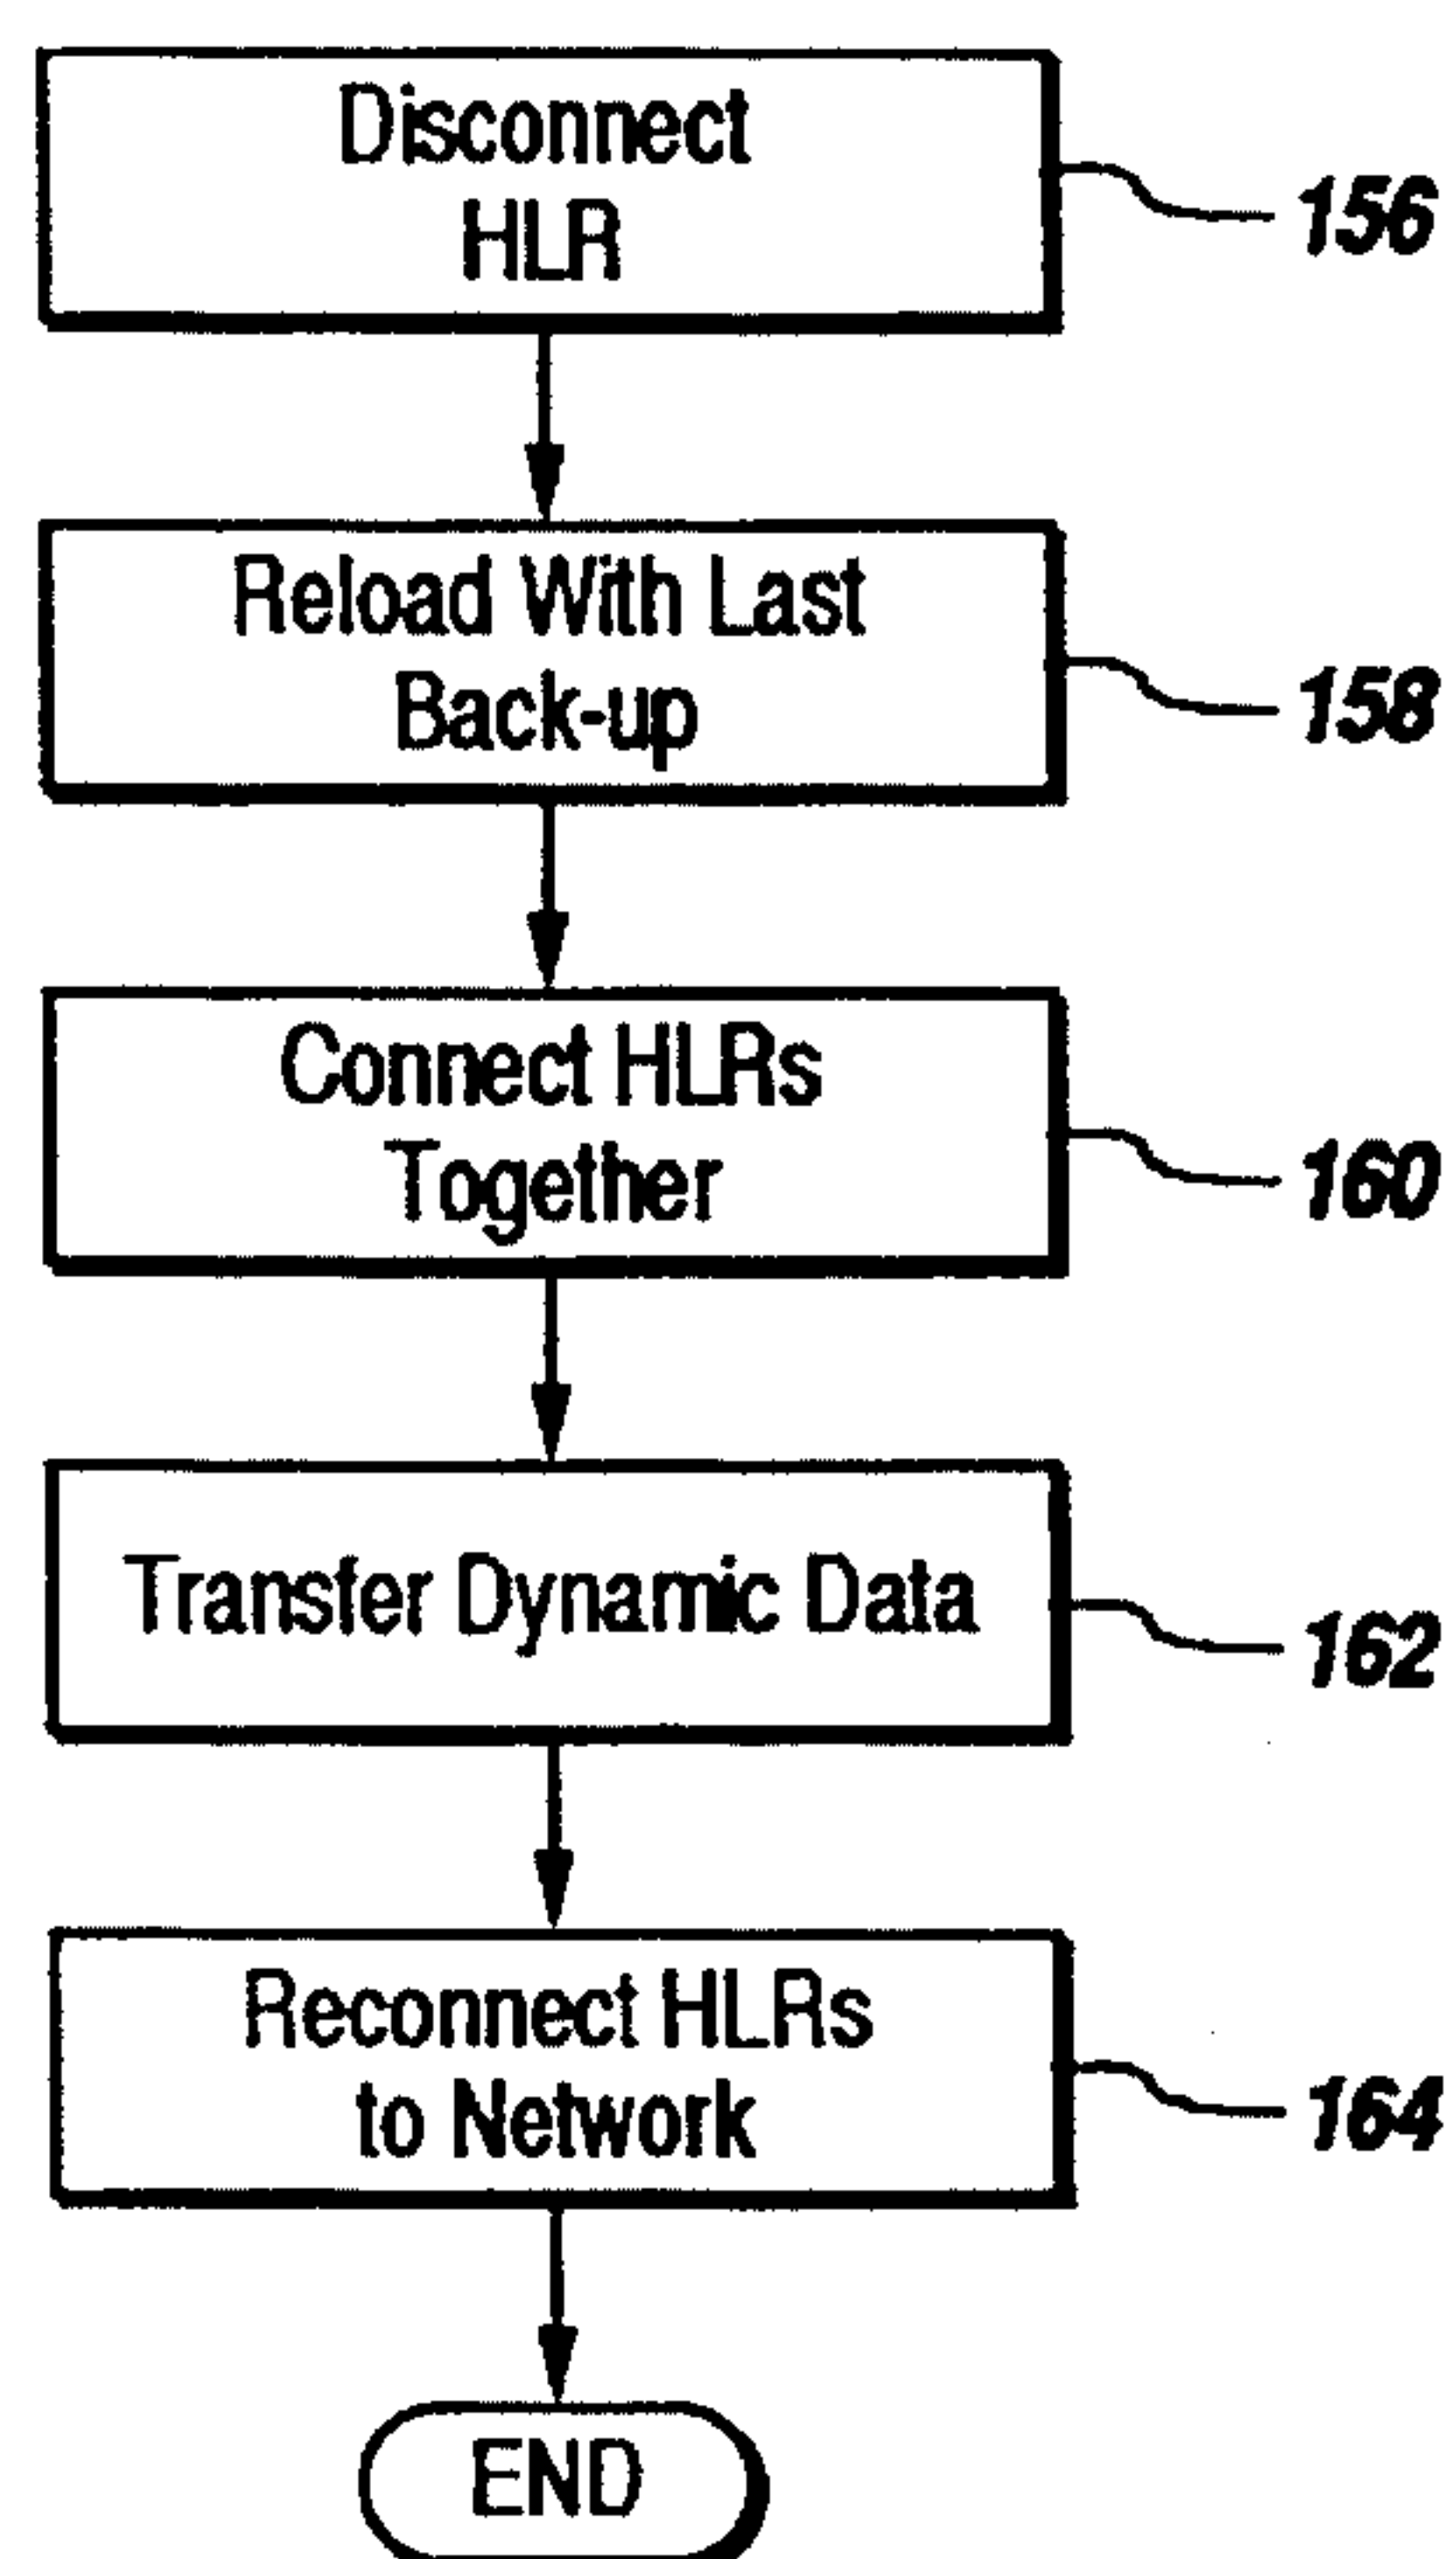 Disconnect
HLR
156
Reload With Last
Back-up
158
Connect HLRs
Together
160
Transfer Dynamic Data
162
Reconnect HLRs
to Network
164
END